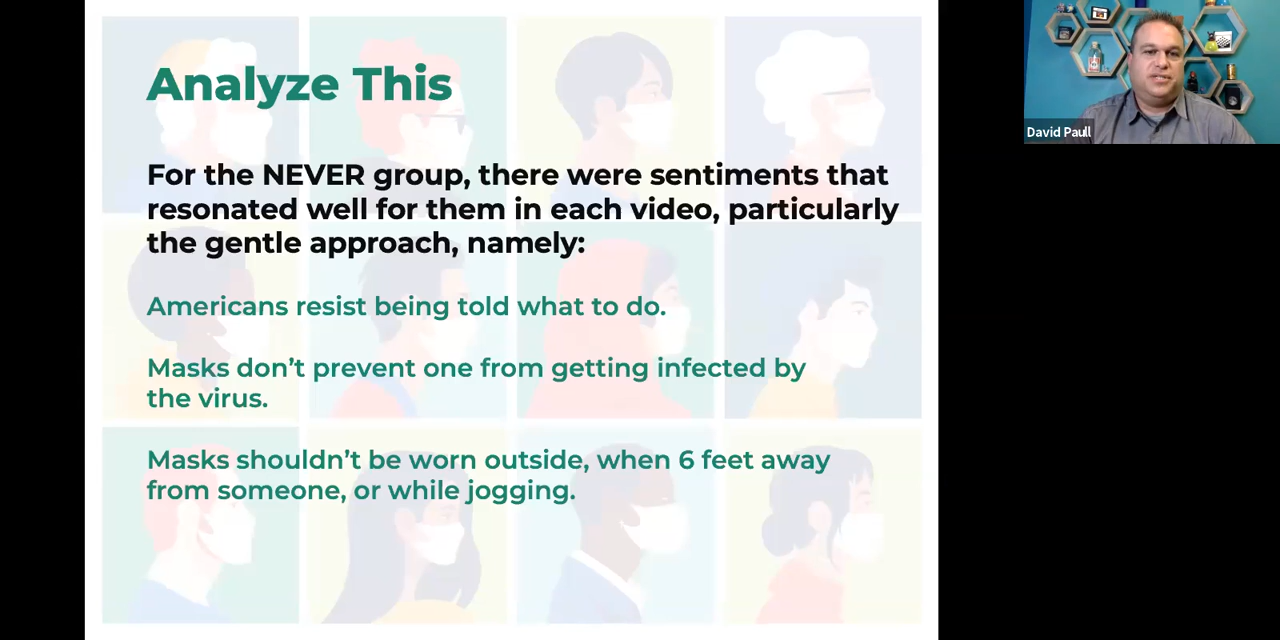 Analyze This
For the NEVER group, there were sentiments that
resonated well for them in each video, particularly
the gentle approach, namely:
Americans resist being told what to do.
Masks don’t prevent one from getting infected by
the virus.
Masks shouldn’t be worn outside, when 6 feet away
from someone, or while jogging.
David Paull